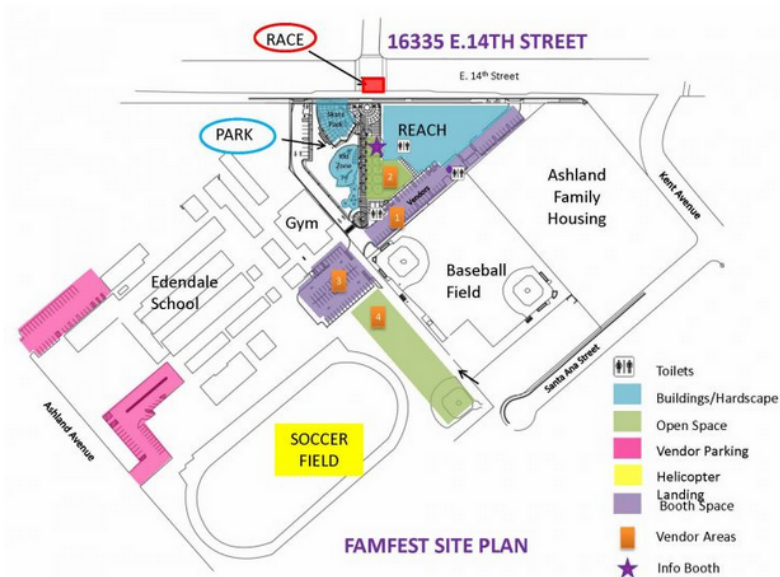 RACE
16335 E.14TH STREET
E. 14th Street
Skate
Park
PARK
REACH
Kid
Zone
2
Vendors
1
Ashland
Family
Housing
Kent Avenue
Gym
3
Edendale
School
Baseball
Field
4
Santa Ana Street
Ashland Avenue
SOCCER
FIELD
Toilets
Buildings/Hardscape
Open Space
Vendor Parking
Helicopter
Landing
Booth Space
Vendor Areas
Info Booth
FAMFEST SITE PLAN